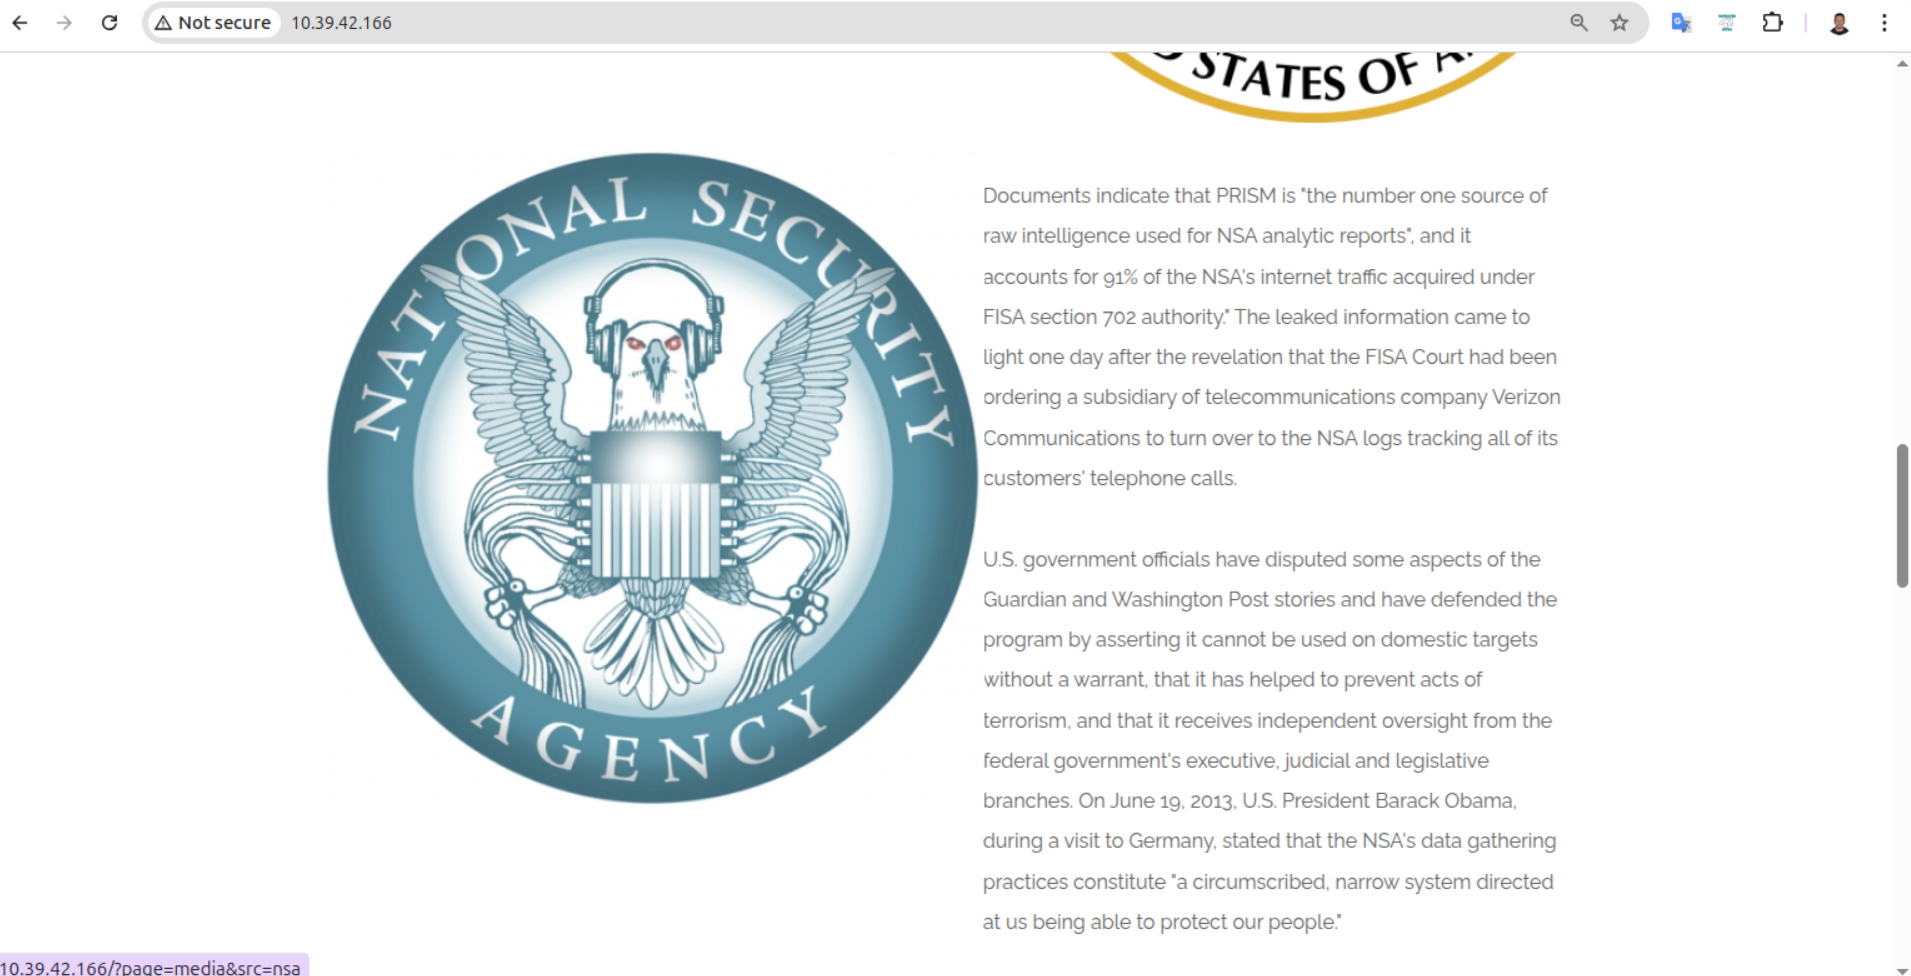 Not secure 10.39.42.166
STATES OF A
NATIONAL SECURITY
AGENCY
Documents indicate that PRISM is "the number one source of
raw intelligence used for NSA analytic reports", and it
accounts for 91% of the NSA's internet traffic acquired under
FISA section 702 authority." The leaked information came to
light one day after the revelation that the FISA Court had been
ordering a subsidiary of telecommunications company Verizon
Communications to turn over to the NSA logs tracking all of its
customers' telephone calls.
U.S. government officials have disputed some aspects of the
Guardian and Washington Post stories and have defended the
program by asserting it cannot be used on domestic targets
without a warrant, that it has helped to prevent acts of
terrorism, and that it receives independent oversight from the
federal government's executive, judicial and legislative
branches. On June 19, 2013, U.S. President Barack Obama,
during a visit to Germany, stated that the NSA's data gathering
practices constitute "a circumscribed, narrow system directed
at us being able to protect our people."
10.39.42.166/?page=media&src=nsa